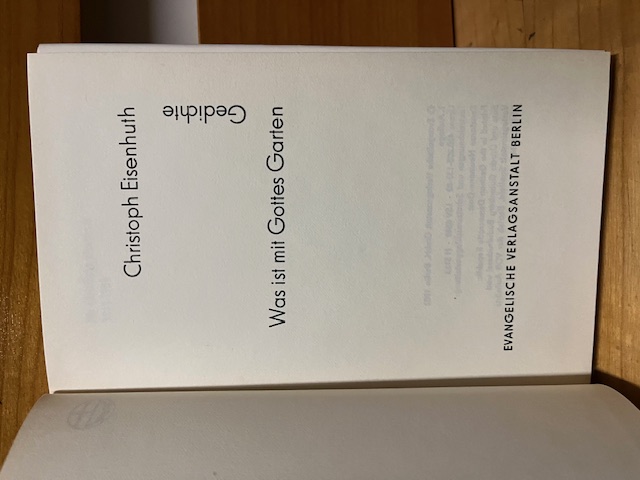 Christoph Eisenhuth
Gedichte
Was ist mit Gottes Garten
EVANGELISCHE VERLAGSANSTALT BERLIN